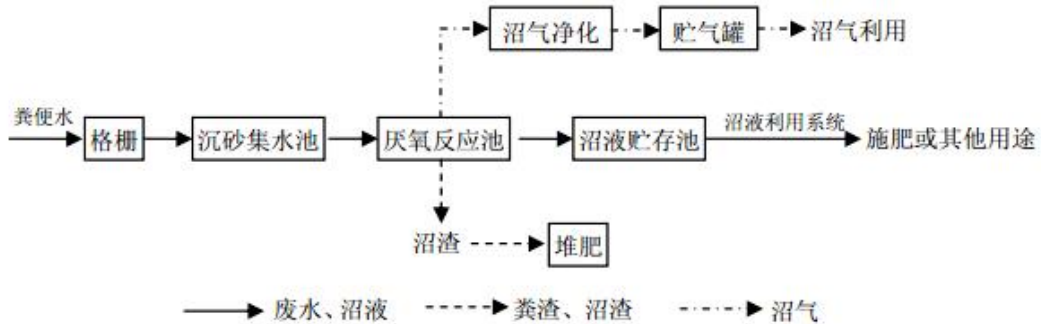 沼气净化 贮气罐 沼气利用
粪便水 格栅 沉砂集水池 厌氧反应池 沼液贮存池 沼液利用系统 施肥或其他用途
沼渣 堆肥
废水、沼液 粪渣、沼渣 沼气